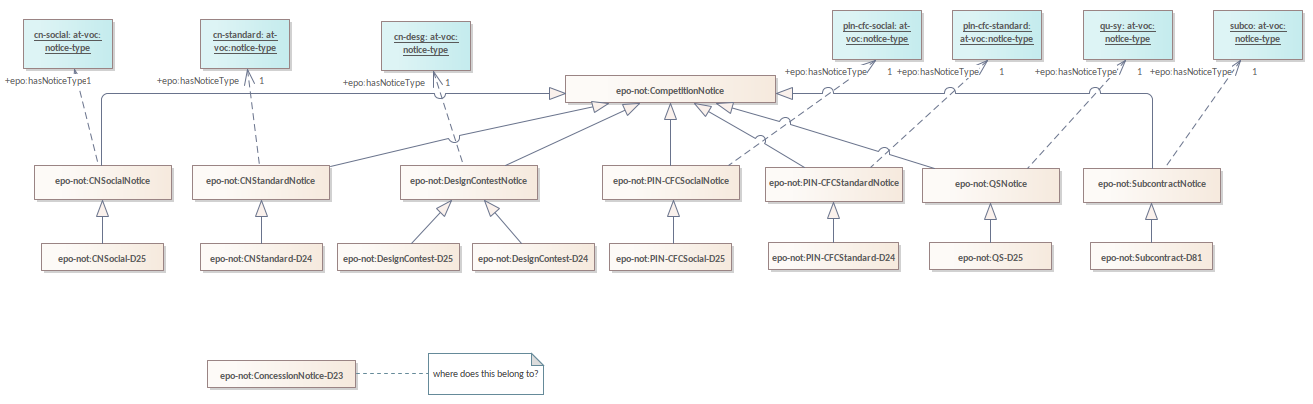 cn-social: at-voc:
notice-type
cn-standard: at-
voc:notice-type
cn-desg: at-voc:
notice-type
pin-cfc-social: at-
voc:notice-type
pin-cfc-standard:
at-voc:notice-type
qu-sy: at-voc:
notice-type
subco: at-voc:
notice-type
+epo:hasNoticeType1
+epo:hasNoticeType 1
+epo:hasNoticeType 1
+epo:hasNoticeType 1
+epo:hasNoticeType 1
+epo:hasNoticeType 1
+epo:hasNoticeType 1
epo-not:CompetitionNotice
epo-not:CNSocialNotice
epo-not:CNStandardNotice
epo-not:DesignContestNotice
epo-not:PIN-CFCSocialNotice
epo-not:PIN-CFCStandardNotice
epo-not:QSNotice
epo-not:SubcontractNotice
epo-not:CNSocial-D25
epo-not:CNStandard-D24
epo-not:DesignContest-D25
epo-not:DesignContest-D24
epo-not:PIN-CFCSocial-D25
epo-not:PIN-CFCStandard-D24
epo-not:QS-D25
epo-not:Subcontract-D81
epo-not:ConcessionNotice-D23
where does this belong to?